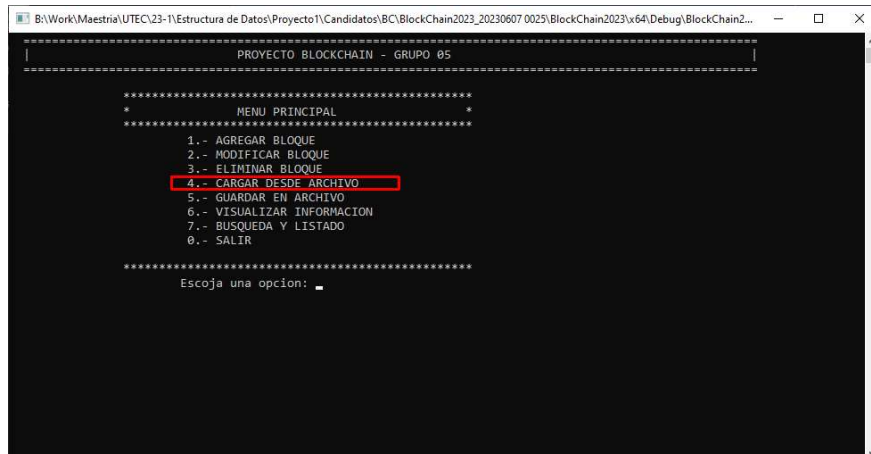 B:\Work\Maestria\UTEC\23-1\Estructura de Datos\Proyecto1\Candidatos\BC\BlockChain2023_20230607 0025\BlockChain2023\x64\Debug\BlockChain2...
==========================================================================================
| PROYECTO BLOCKCHAIN - GRUPO 05 |
==========================================================================================
*************************************************
* MENU PRINCIPAL *
*************************************************
1.- AGREGAR BLOQUE
2.- MODIFICAR BLOQUE
3.- ELIMINAR BLOQUE
4.- CARGAR DESDE ARCHIVO
5.- GUARDAR EN ARCHIVO
6.- VISUALIZAR INFORMACION
7.- BUSQUEDA Y LISTADO
0.- SALIR
*************************************************
Escoja una opcion: _